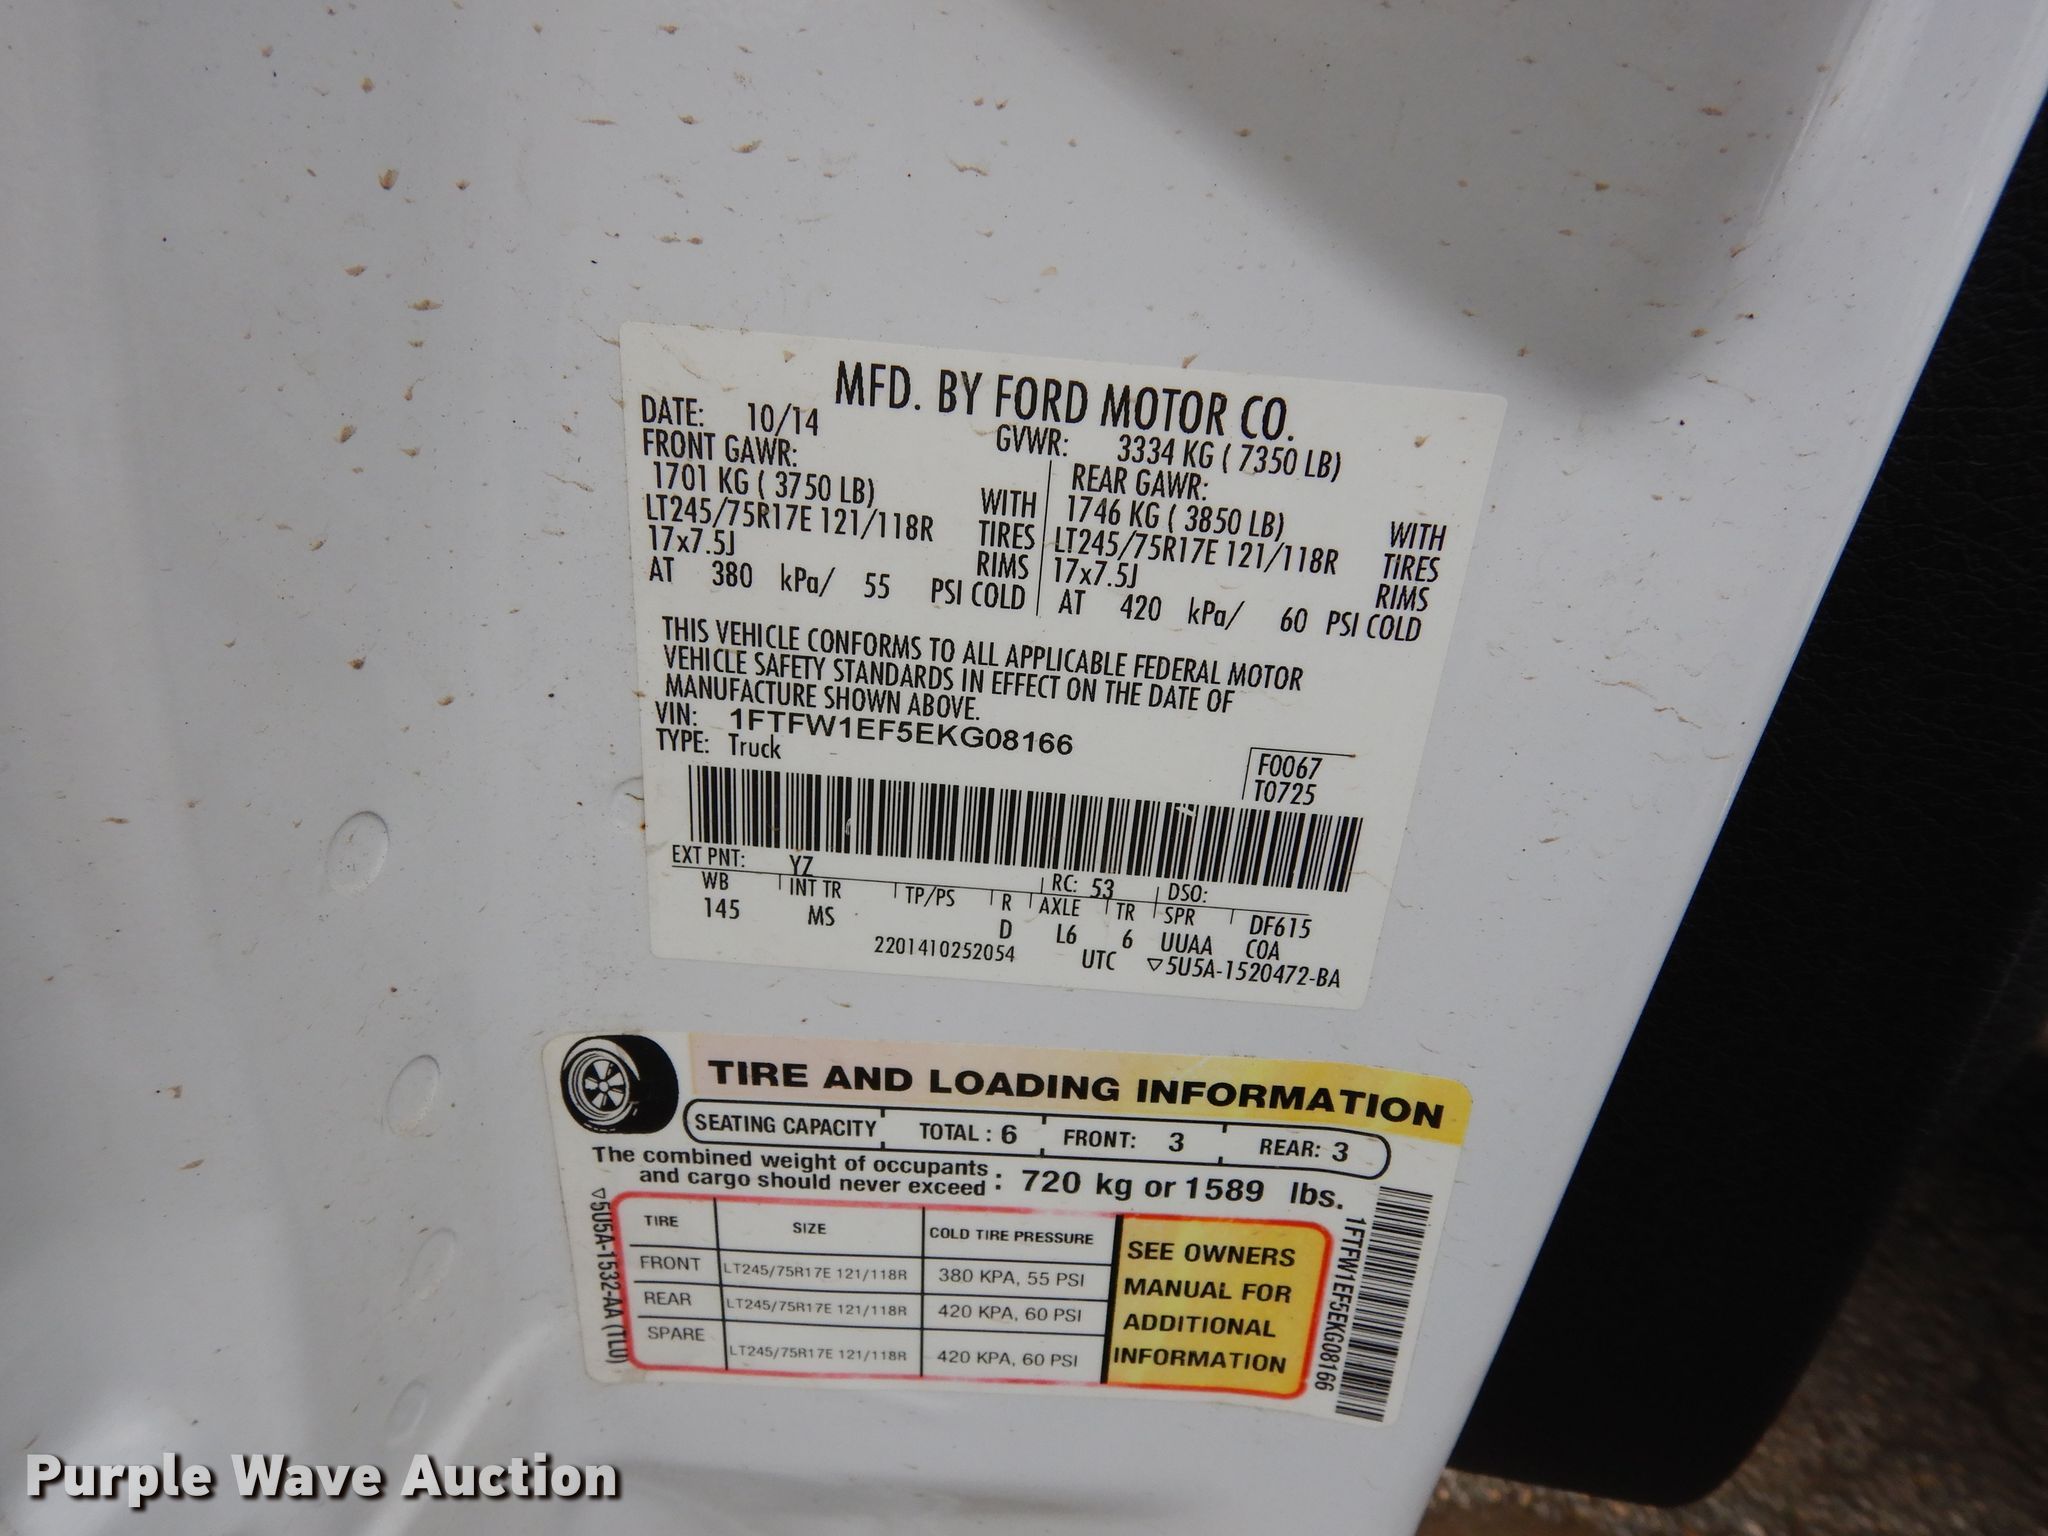 MFD. BY FORD MOTOR CO.
DATE: 10/14 GVWR: 3334 KG ( 7350 LB)
FRONT GAWR: REAR GAWR:
1701 KG ( 3750 LB) WITH 1746 KG ( 3850 LB) WITH
LT245/75R17E 121/118R TIRES LT245/75R17E 121/118R TIRES
17x7.5J RIMS 17x7.5J RIMS
AT 380 kPa/ 55 PSI COLD AT 420 kPa/ 60 PSI COLD
THIS VEHICLE CONFORMS TO ALL APPLICABLE FEDERAL MOTOR
VEHICLE SAFETY STANDARDS IN EFFECT ON THE DATE OF
MANUFACTURE SHOWN ABOVE.
VIN: 1FTFW1EF5EKG08166
TYPE: Truck
F0067
T0725
EXT PNT: YZ RC: 53 DSO:
WB INT TR TP/PS R AXLE TR SPR DF615
145 MS D L6 6 UUAA COA
2201410252054 UTC ▽5U5A-1520472-BA
TIRE AND LOADING INFORMATION
SEATING CAPACITY TOTAL : 6 FRONT: 3 REAR: 3
The combined weight of occupants
and cargo should never exceed : 720 kg or 1589 lbs.
TIRE SIZE COLD TIRE PRESSURE
FRONT LT245/75R17E 121/118R 380 KPA, 55 PSI
REAR LT245/75R17E 121/118R 420 KPA, 60 PSI
SPARE LT245/75R17E 121/118R 420 KPA, 60 PSI
SEE OWNERS
MANUAL FOR
ADDITIONAL
INFORMATION
▽5U5A-1532-AA (TLU)
1FTFW1EF5EKG08166
Purple Wave Auction